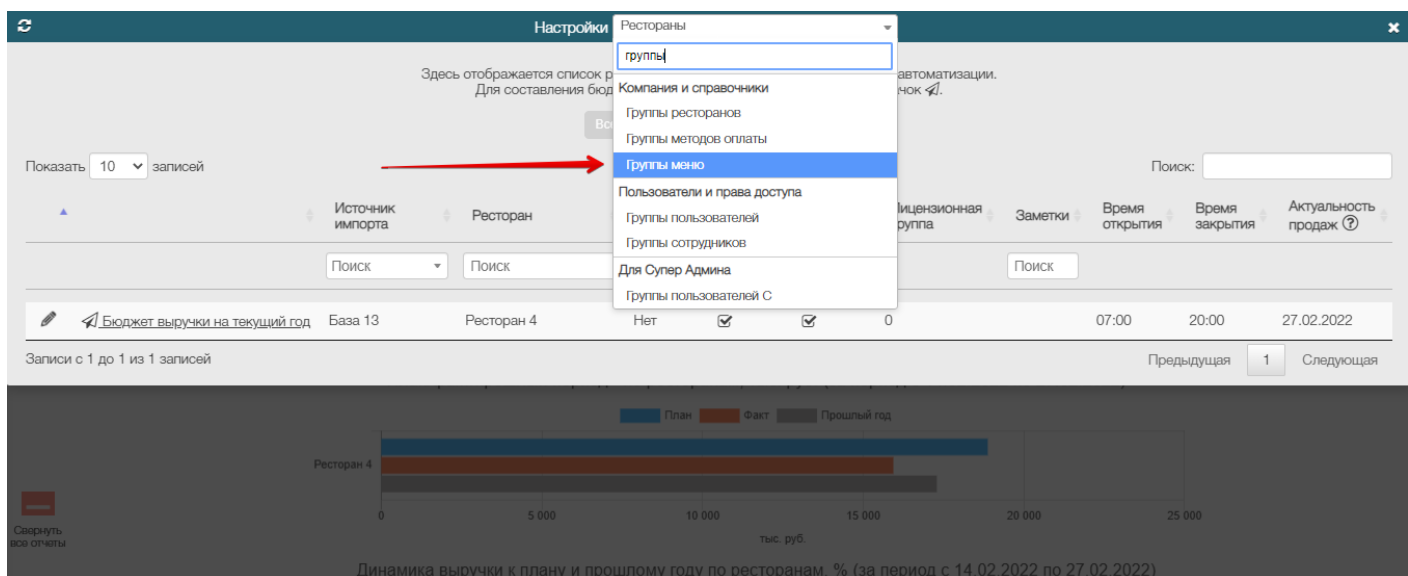 Настройки Рестораны
группы
Здесь отображается список р
автоматизации.
Для составления бюд
чок
Компания и справочники
Группы ресторанов
Группы методов оплаты
Группы меню
Пользователи и права доступа
Группы пользователей
Группы сотрудников
Для Супер Админа
Группы пользователей С
Показать 10 записей
Поиск:
Источник импорта
Ресторан
группа
Заметки
Время открытия
Время закрытия
Актуальность продаж ?
Поиск
Поиск
Поиск
Бюджет выручки на текущий год База 13 Ресторан 4 Нет 0 07:00 20:00 27.02.2022
Записи с 1 до 1 из 1 записей
Предыдущая 1 Следующая
План Факт Прошлый год
Ресторан 4
0 5 000 10 000 15 000 20 000 25 000
тыс. руб.
Свернуть
все отчеты
Динамика выручки к плану и прошлому году по ресторанам, % (за период с 14.02.2022 по 27.02.2022)